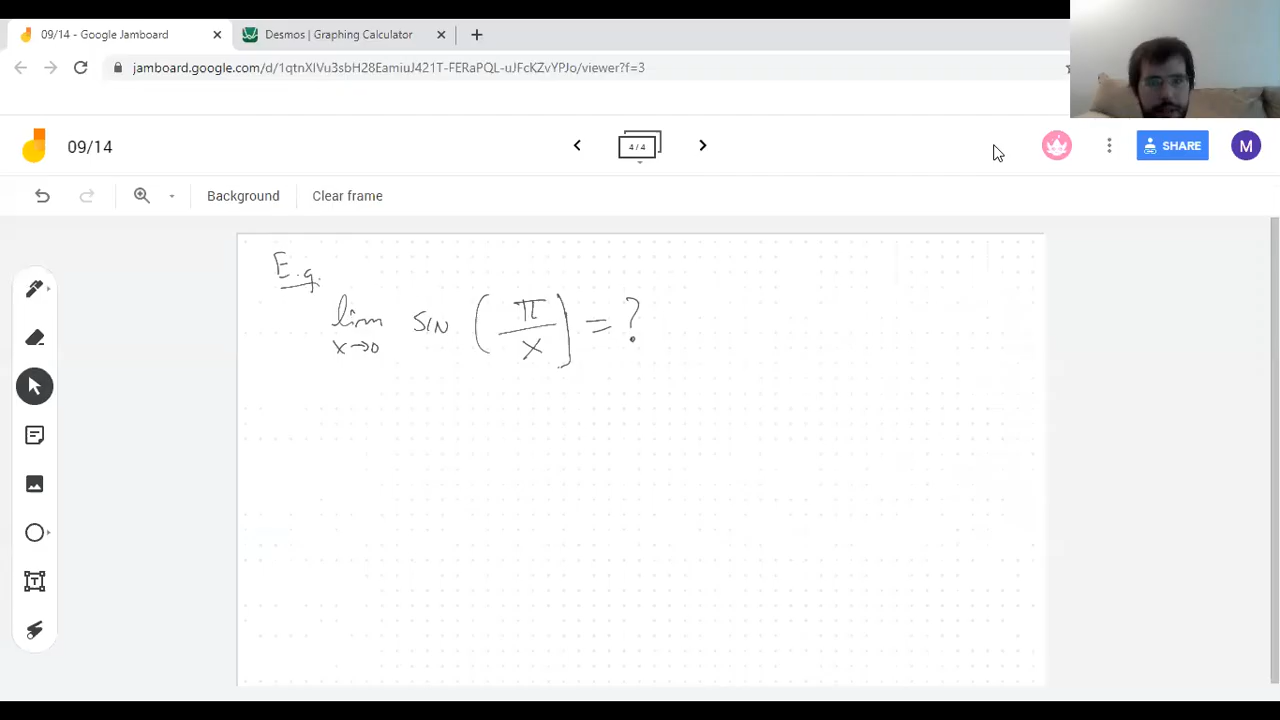 09/14 - Google Jamboard
Desmos | Graphing Calculator
jamboard.google.com/d/1qtnXIVu3sbH28EamiuJ421T-FERaPQL-uJFcKZvYPJo/viewer?f=3
09/14
4 / 4
SHARE
M
Background
Clear frame
E.g.
lim x→0 sin (π/x) = ?